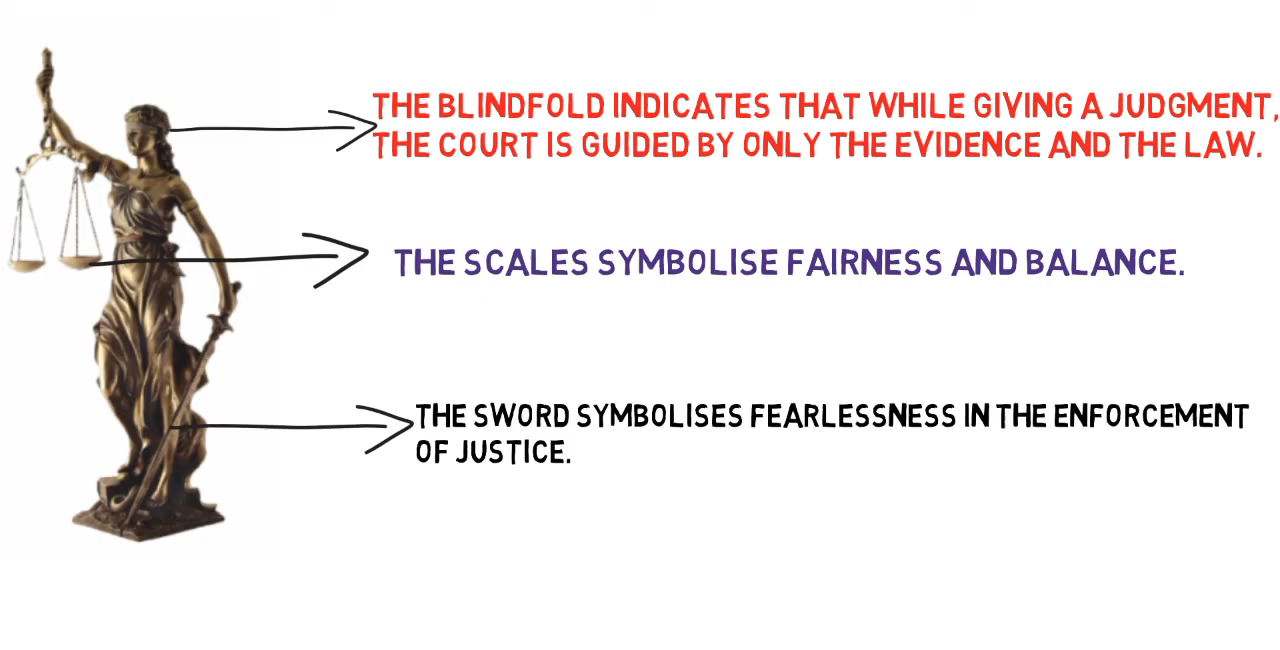 THE BLINDFOLD INDICATES THAT WHILE GIVING A JUDGMENT,
THE COURT IS GUIDED BY ONLY THE EVIDENCE AND THE LAW.
THE SCALES SYMBOLISE FAIRNESS AND BALANCE.
THE SWORD SYMBOLISES FEARLESSNESS IN THE ENFORCEMENT
OF JUSTICE.